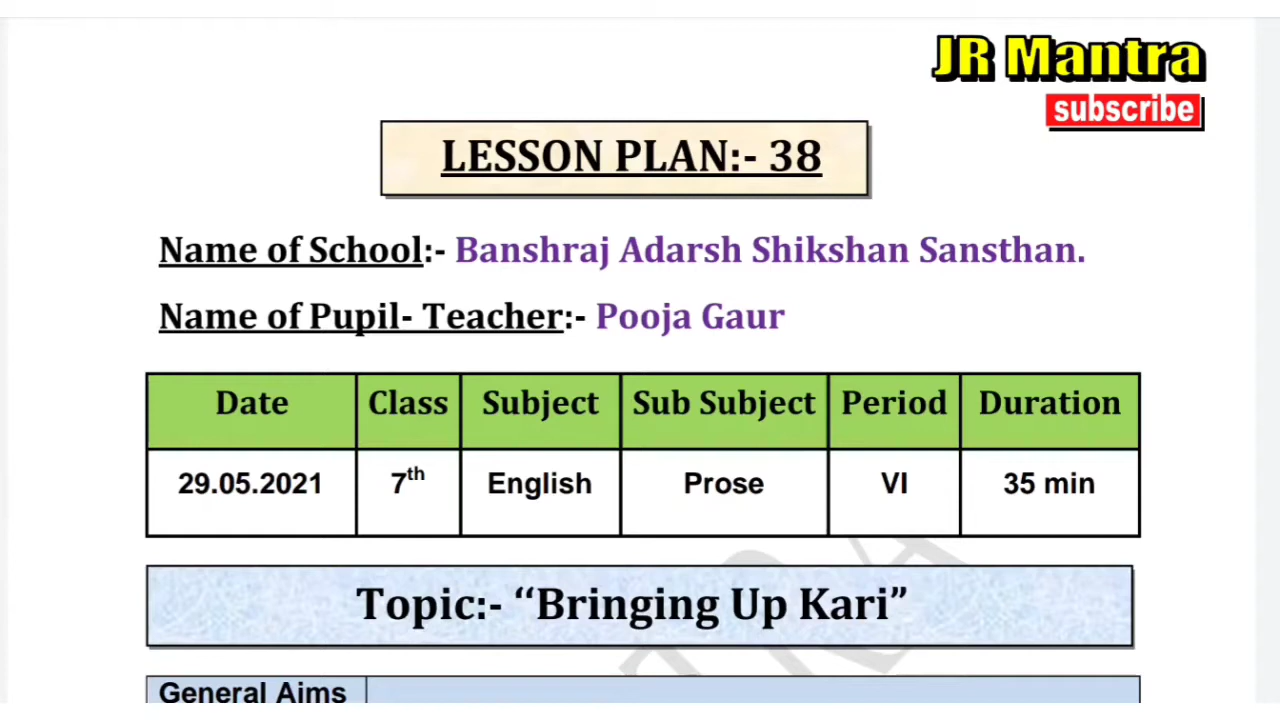 JR Mantra
subscribe
LESSON PLAN:- 38
Name of School:- Banshraj Adarsh Shikshan Sansthan.
Name of Pupil- Teacher:- Pooja Gaur
Date Class Subject Sub Subject Period Duration
29.05.2021 7th English Prose VI 35 min
Topic:- ‘‘Bringing Up Kari”
General Aims